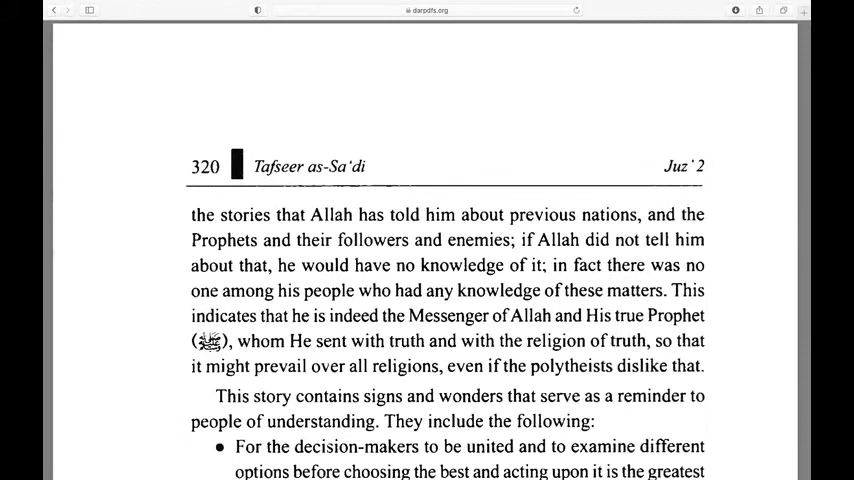 darpdfs.org
320 Tafseer as-Sa'di Juz' 2
the stories that Allah has told him about previous nations, and the
Prophets and their followers and enemies; if Allah did not tell him
about that, he would have no knowledge of it; in fact there was no
one among his people who had any knowledge of these matters. This
indicates that he is indeed the Messenger of Allah and His true Prophet
(ﷺ), whom He sent with truth and with the religion of truth, so that
it might prevail over all religions, even if the polytheists dislike that.
This story contains signs and wonders that serve as a reminder to
people of understanding. They include the following:
• For the decision-makers to be united and to examine different
options before choosing the best and acting upon it is the greatest